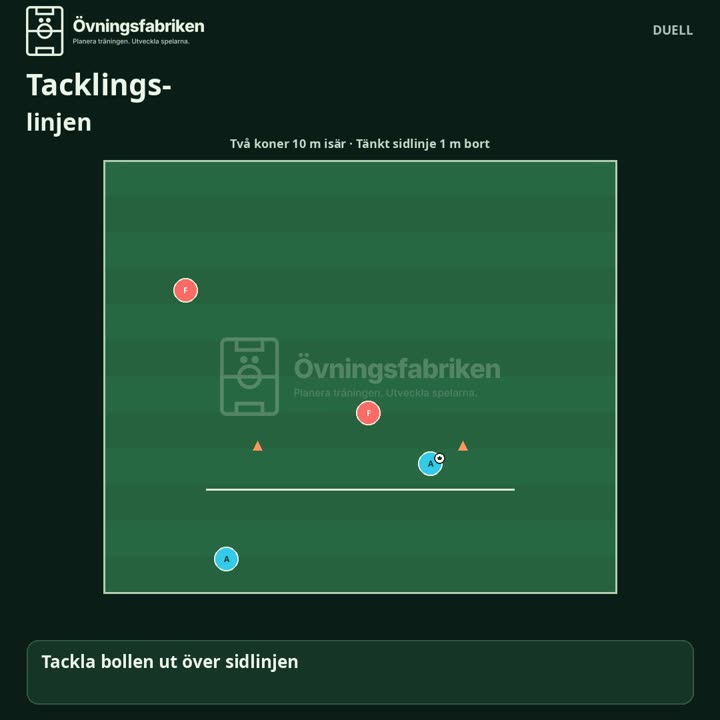 Övningsfabriken
Planera träningen. Utveckla spelarna.
DUELL
Tacklings-
linjen
Två koner 10 m isär · Tänkt sidlinje 1 m bort
F
Övningsfabriken
Planera träningen. Utveckla spelarna.
F
A
A
Tackla bollen ut över sidlinjen